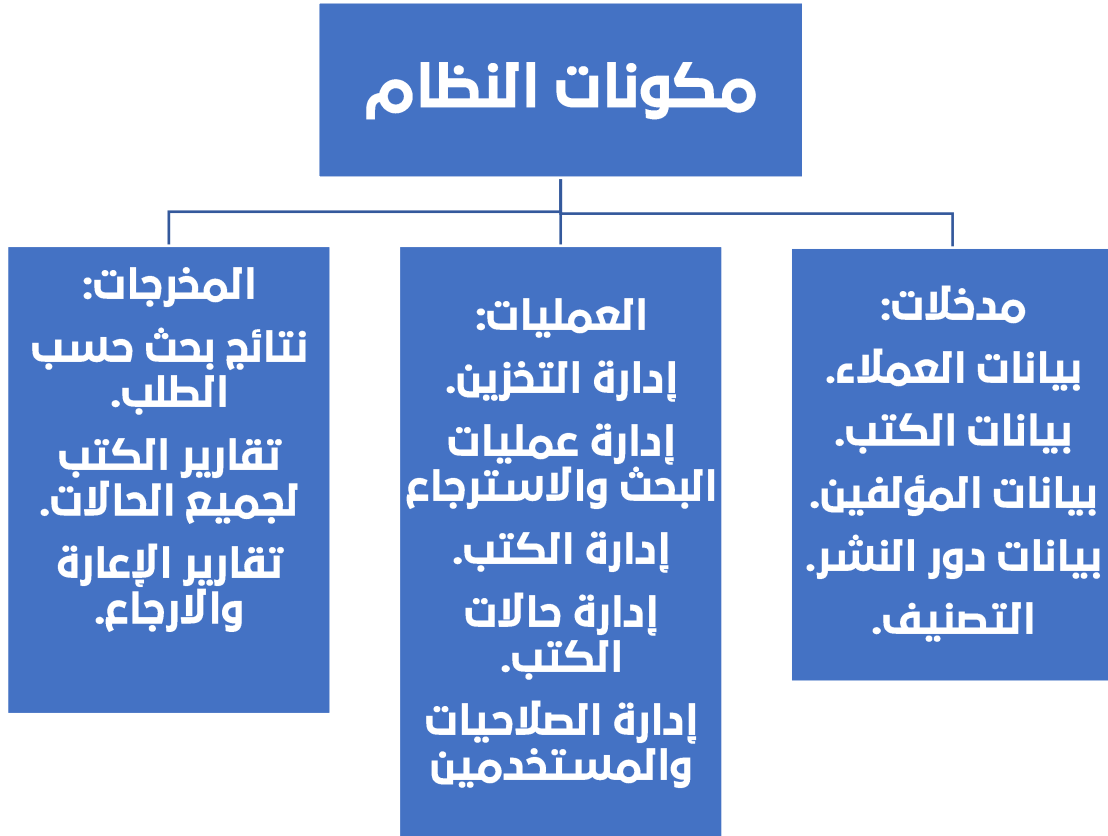 مكونات النظام
مدخلات:
بيانات العملاء.
بيانات الكتب.
بيانات المؤلفين.
بيانات دور النشر.
التصنيف.
العمليات:
إدارة التخزين.
إدارة عمليات
البحث والاسترجاع
إدارة الكتب.
إدارة حالات
الكتب.
إدارة الصلاحيات
والمستخدمين
المخرجات:
نتائج بحث حسب
الطلب.
تقارير الكتب
لجميع الحالات.
تقارير الإعارة
والارجاع.